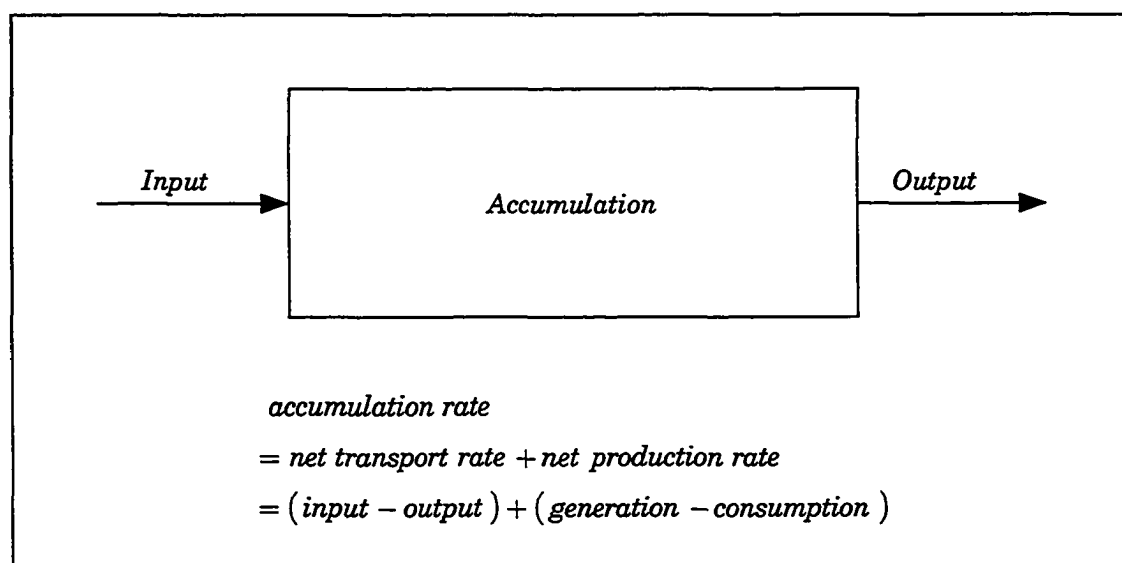 Input
Accumulation
Output
accumulation rate
= net transport rate + net production rate
= (input – output) + (generation – consumption)